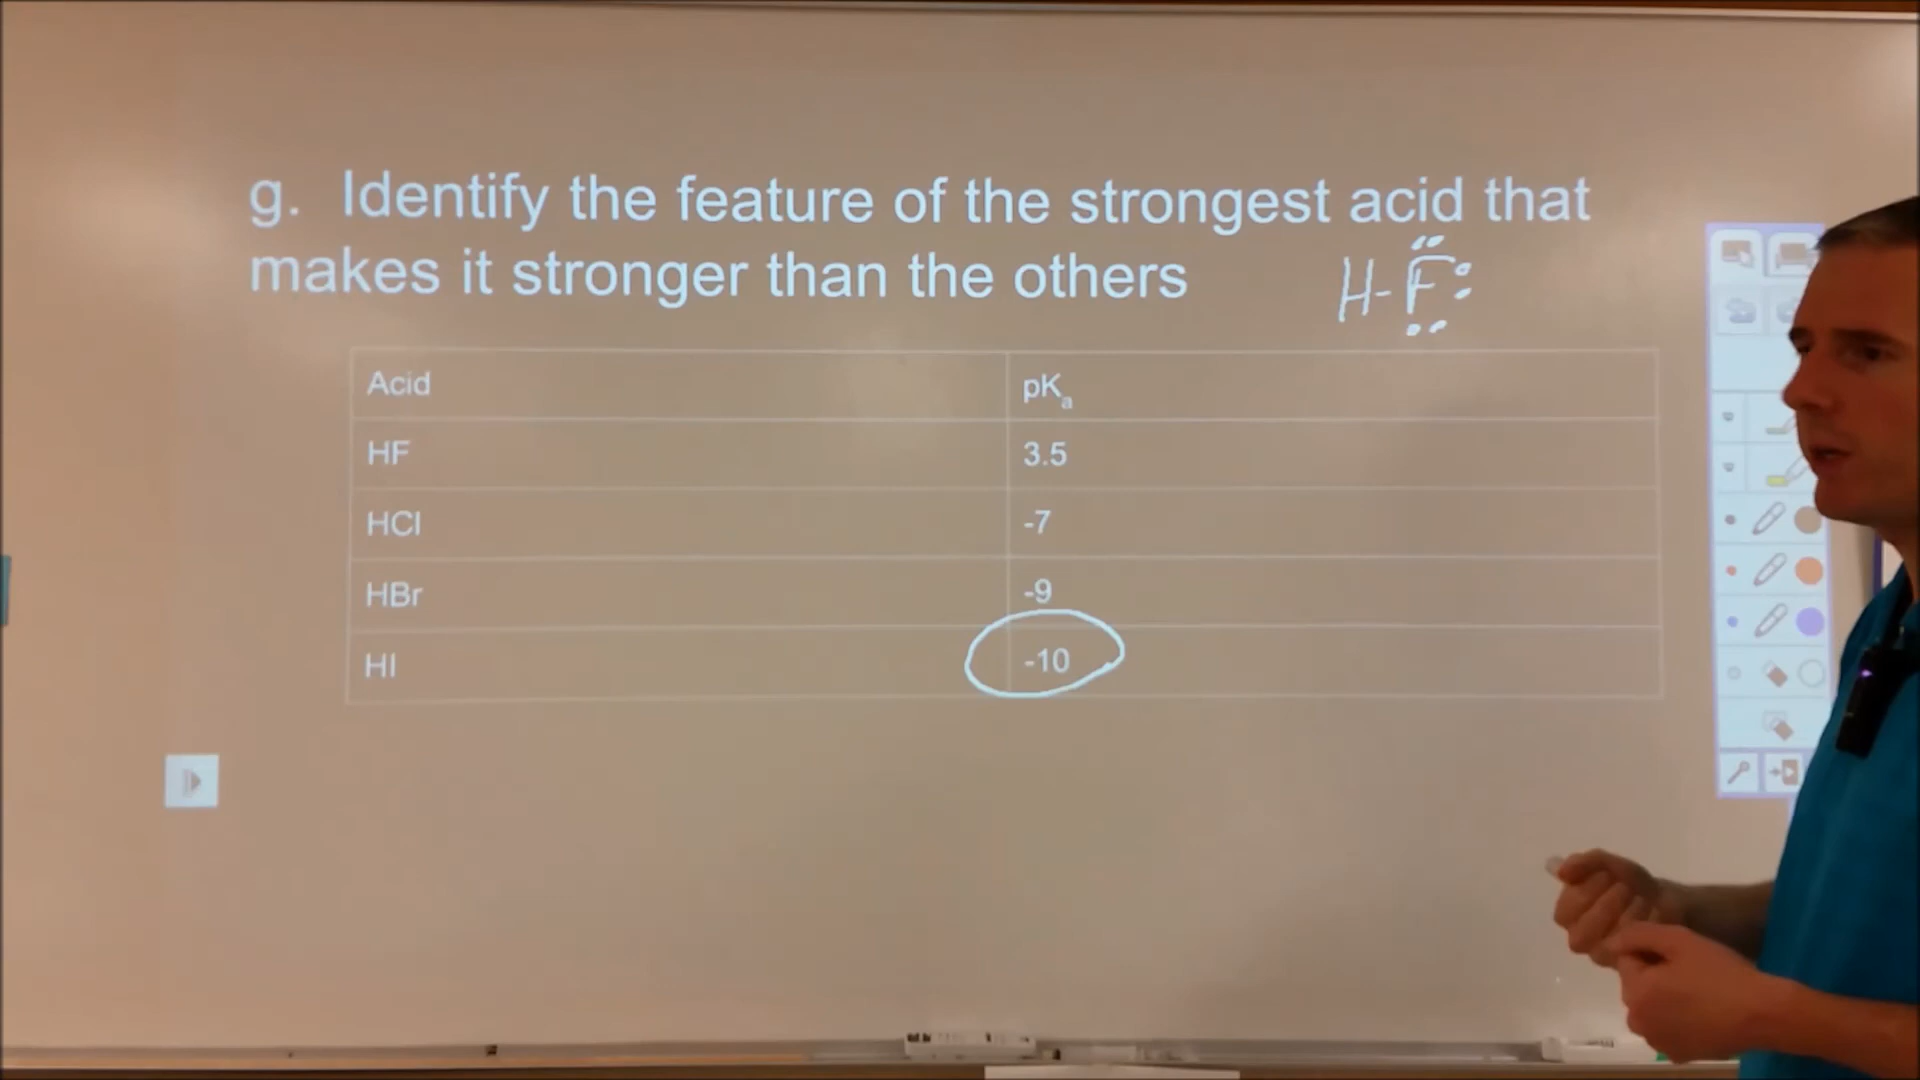 g. Identify the feature of the strongest acid that
makes it stronger than the others
H-F
Acid pKa
HF 3.5
HCl -7
HBr -9
HI -10